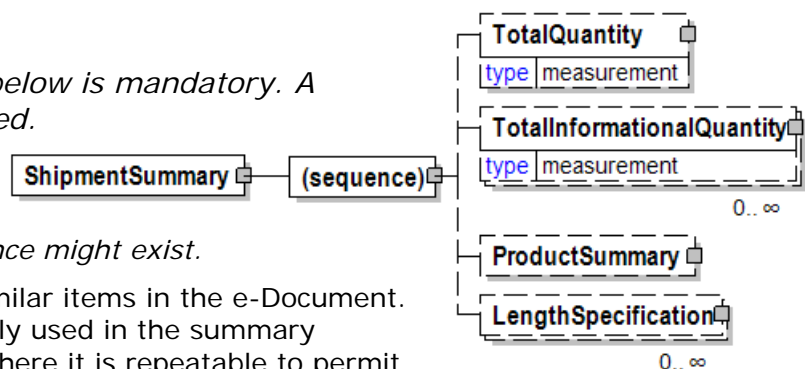 TotalQuantity
type measurement
below is mandatory. A
ed.
TotalInformationalQuantity
type measurement
0.. ∞
ShipmentSummary
(sequence)
nce might exist.
ProductSummary
milar items in the e-Document.
ly used in the summary
LengthSpecification
here it is repeatable to permit
0.. ∞